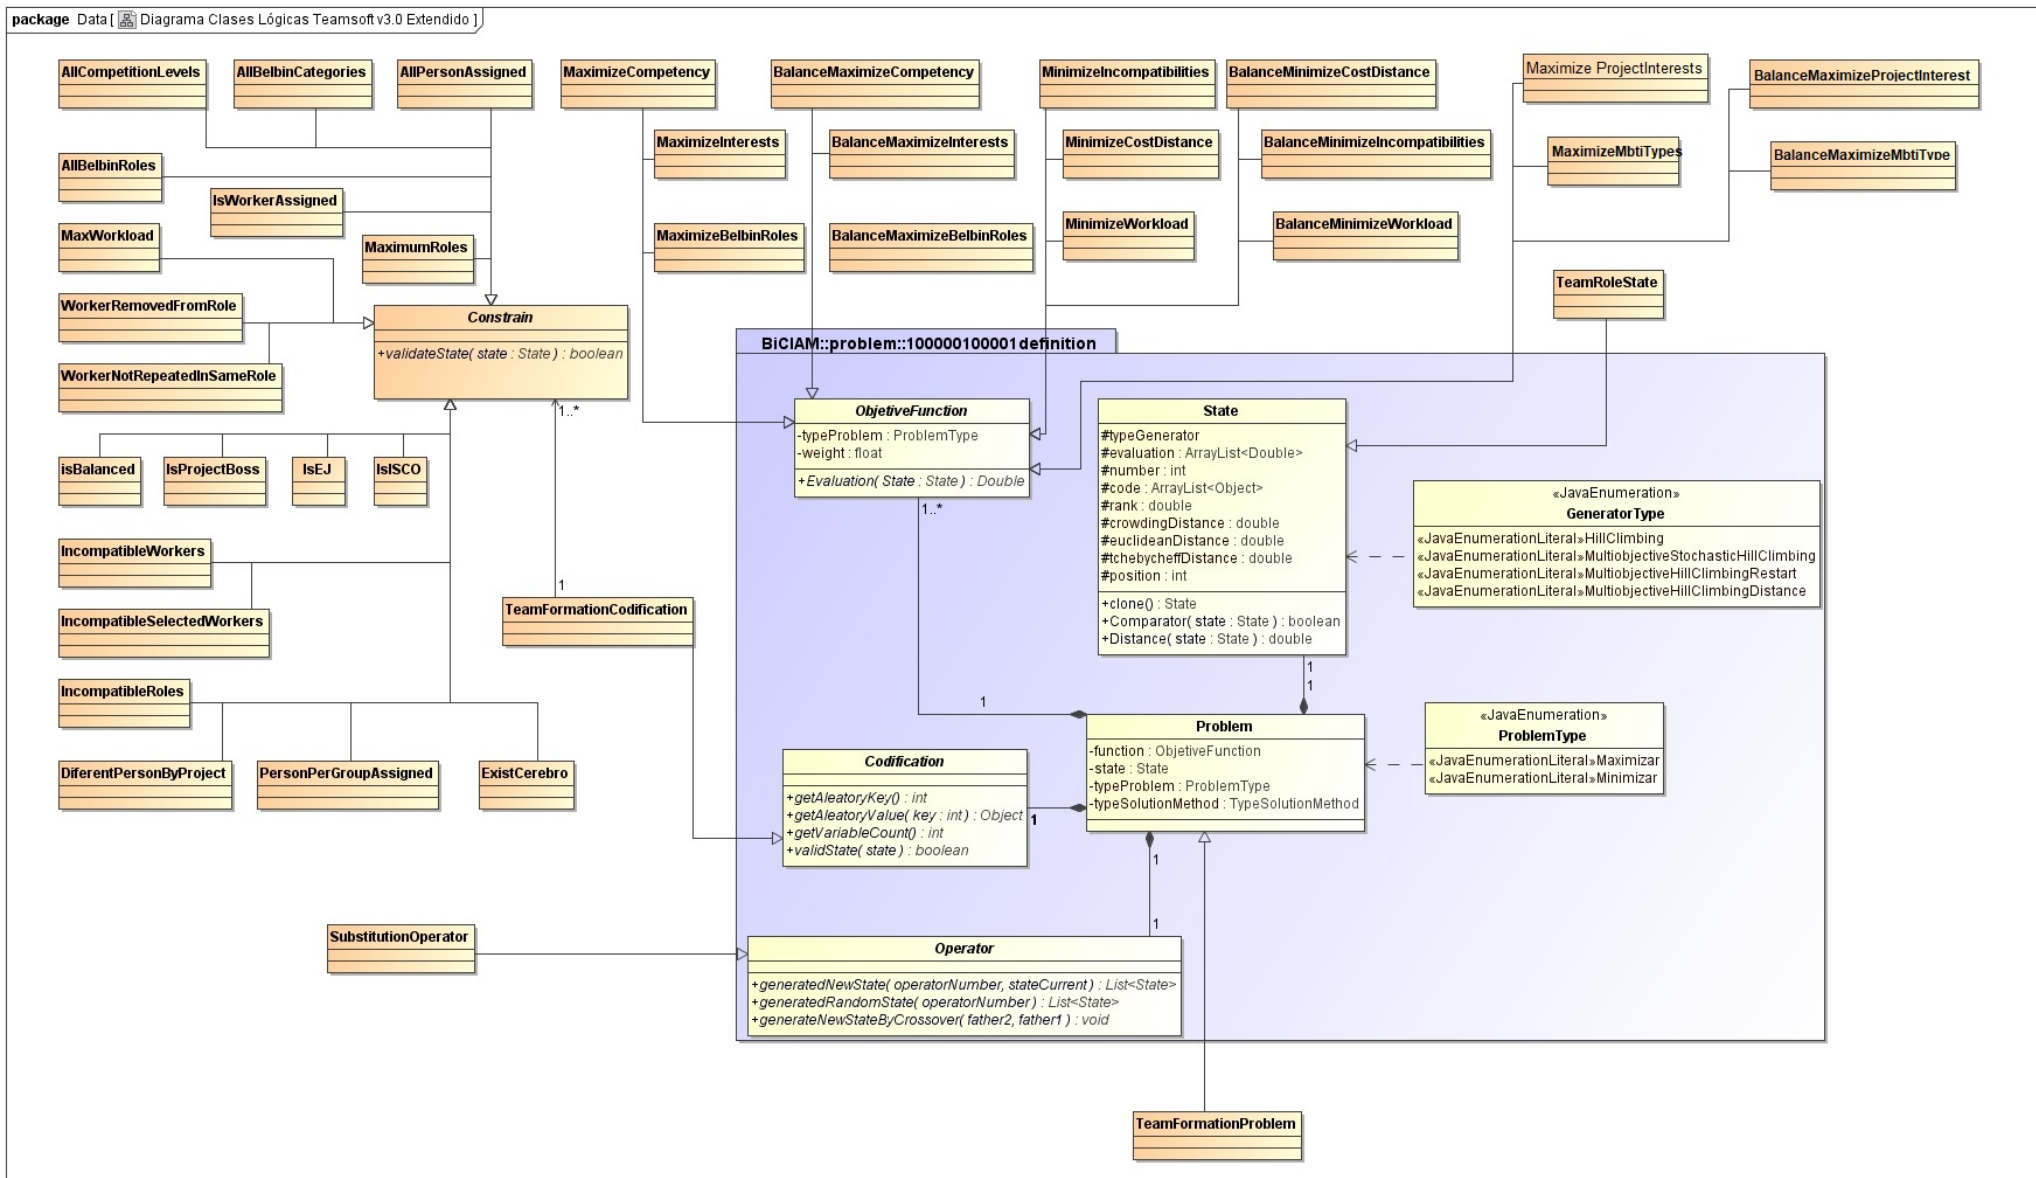 package Data [ Diagrama Clases Lógicas Teamsoft v3.0 Extendido ]
AllCompetitionLevels
AllBelbinCategories
AllPersonAssigned
MaximizeCompetency
BalanceMaximizeCompetency
MinimizeIncompatibilities
BalanceMinimizeCostDistance
Maximize ProjectInterests
BalanceMaximizeProjectInterest
MaximizeInterests
BalanceMaximizeInterests
MinimizeCostDistance
BalanceMinimizeIncompatibilities
MaximizeMbtiTypes
BalanceMaximizeMbtiType
AllBelbinRoles
IsWorkerAssigned
MaxWorkload
MaximumRoles
MaximizeBelbinRoles
BalanceMaximizeBelbinRoles
MinimizeWorkload
BalanceMinimizeWorkload
TeamRoleState
WorkerRemovedFromRole
Constrain
+validateState( state : State ) : boolean
WorkerNotRepeatedInSameRole
1..*
BiCIAM::problem::100000100001definition
ObjetiveFunction
-typeProblem : ProblemType
-weight : float
+Evaluation( State : State ) : Double
1..*
State
#typeGenerator
#evaluation : ArrayList<Double>
#number : int
#code : ArrayList<Object>
#rank : double
#crowdingDistance : double
#euclideanDistance : double
#tchebycheffDistance : double
#position : int
+clone() : State
+Comparator( state : State ) : boolean
+Distance( state : State ) : double
«JavaEnumeration»
GeneratorType
«JavaEnumerationLiteral»HillClimbing
«JavaEnumerationLiteral»MultiobjectiveStochasticHillClimbing
«JavaEnumerationLiteral»MultiobjectiveHillClimbingRestart
«JavaEnumerationLiteral»MultiobjectiveHillClimbingDistance
isBalanced
IsProjectBoss
IsEJ
IsISCO
IncompatibleWorkers
IncompatibleSelectedWorkers
1
TeamFormationCodification
IncompatibleRoles
DiferentPersonByProject
PersonPerGroupAssigned
ExistCerebro
1
1
1
Problem
-function : ObjetiveFunction
-state : State
-typeProblem : ProblemType
-typeSolutionMethod : TypeSolutionMethod
«JavaEnumeration»
ProblemType
«JavaEnumerationLiteral»Maximizar
«JavaEnumerationLiteral»Minimizar
Codification
+getAleatoryKey() : int
+getAleatoryValue( key : int ) : Object
+getVariableCount() : int
+validState( state ) : boolean
1
1
1
SubstitutionOperator
Operator
+generatedNewState( operatorNumber, stateCurrent ) : List<State>
+generatedRandomState( operatorNumber ) : List<State>
+generateNewStateByCrossover( father2, father1 ) : void
TeamFormationProblem